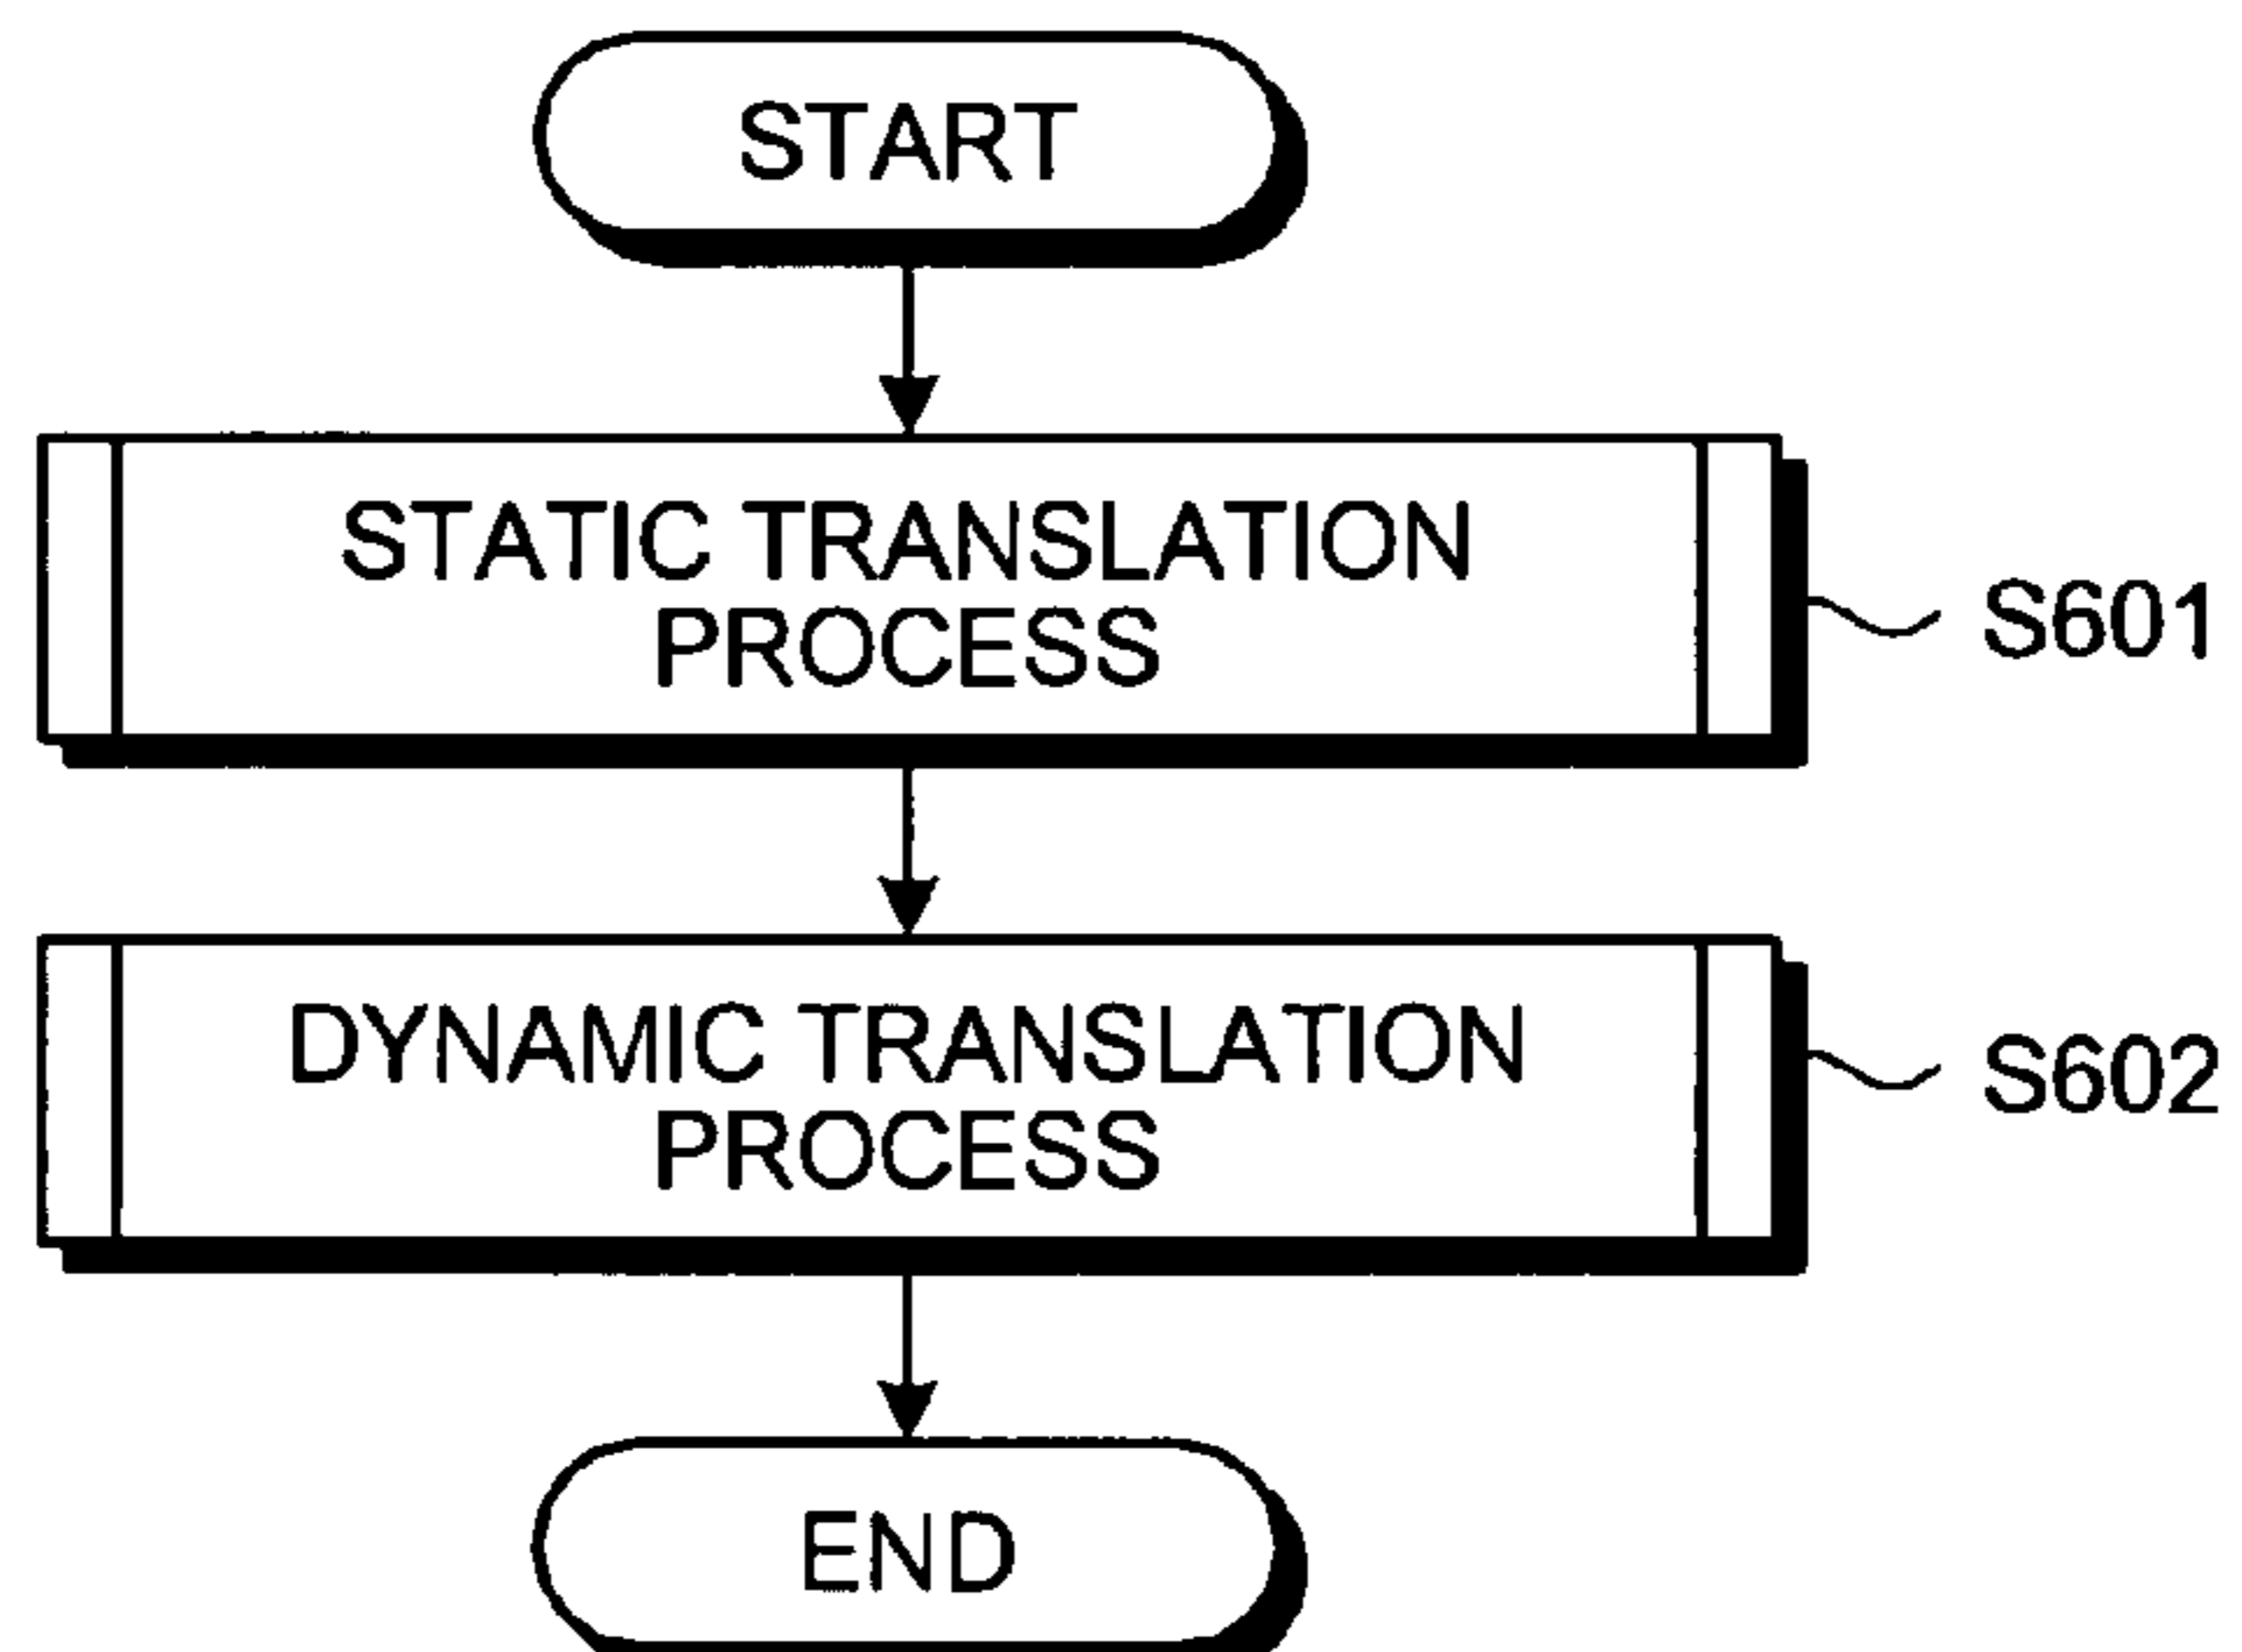 START
STATIC TRANSLATION
PROCESS
S601
DYNAMIC TRANSLATION
PROCESS
S602
END